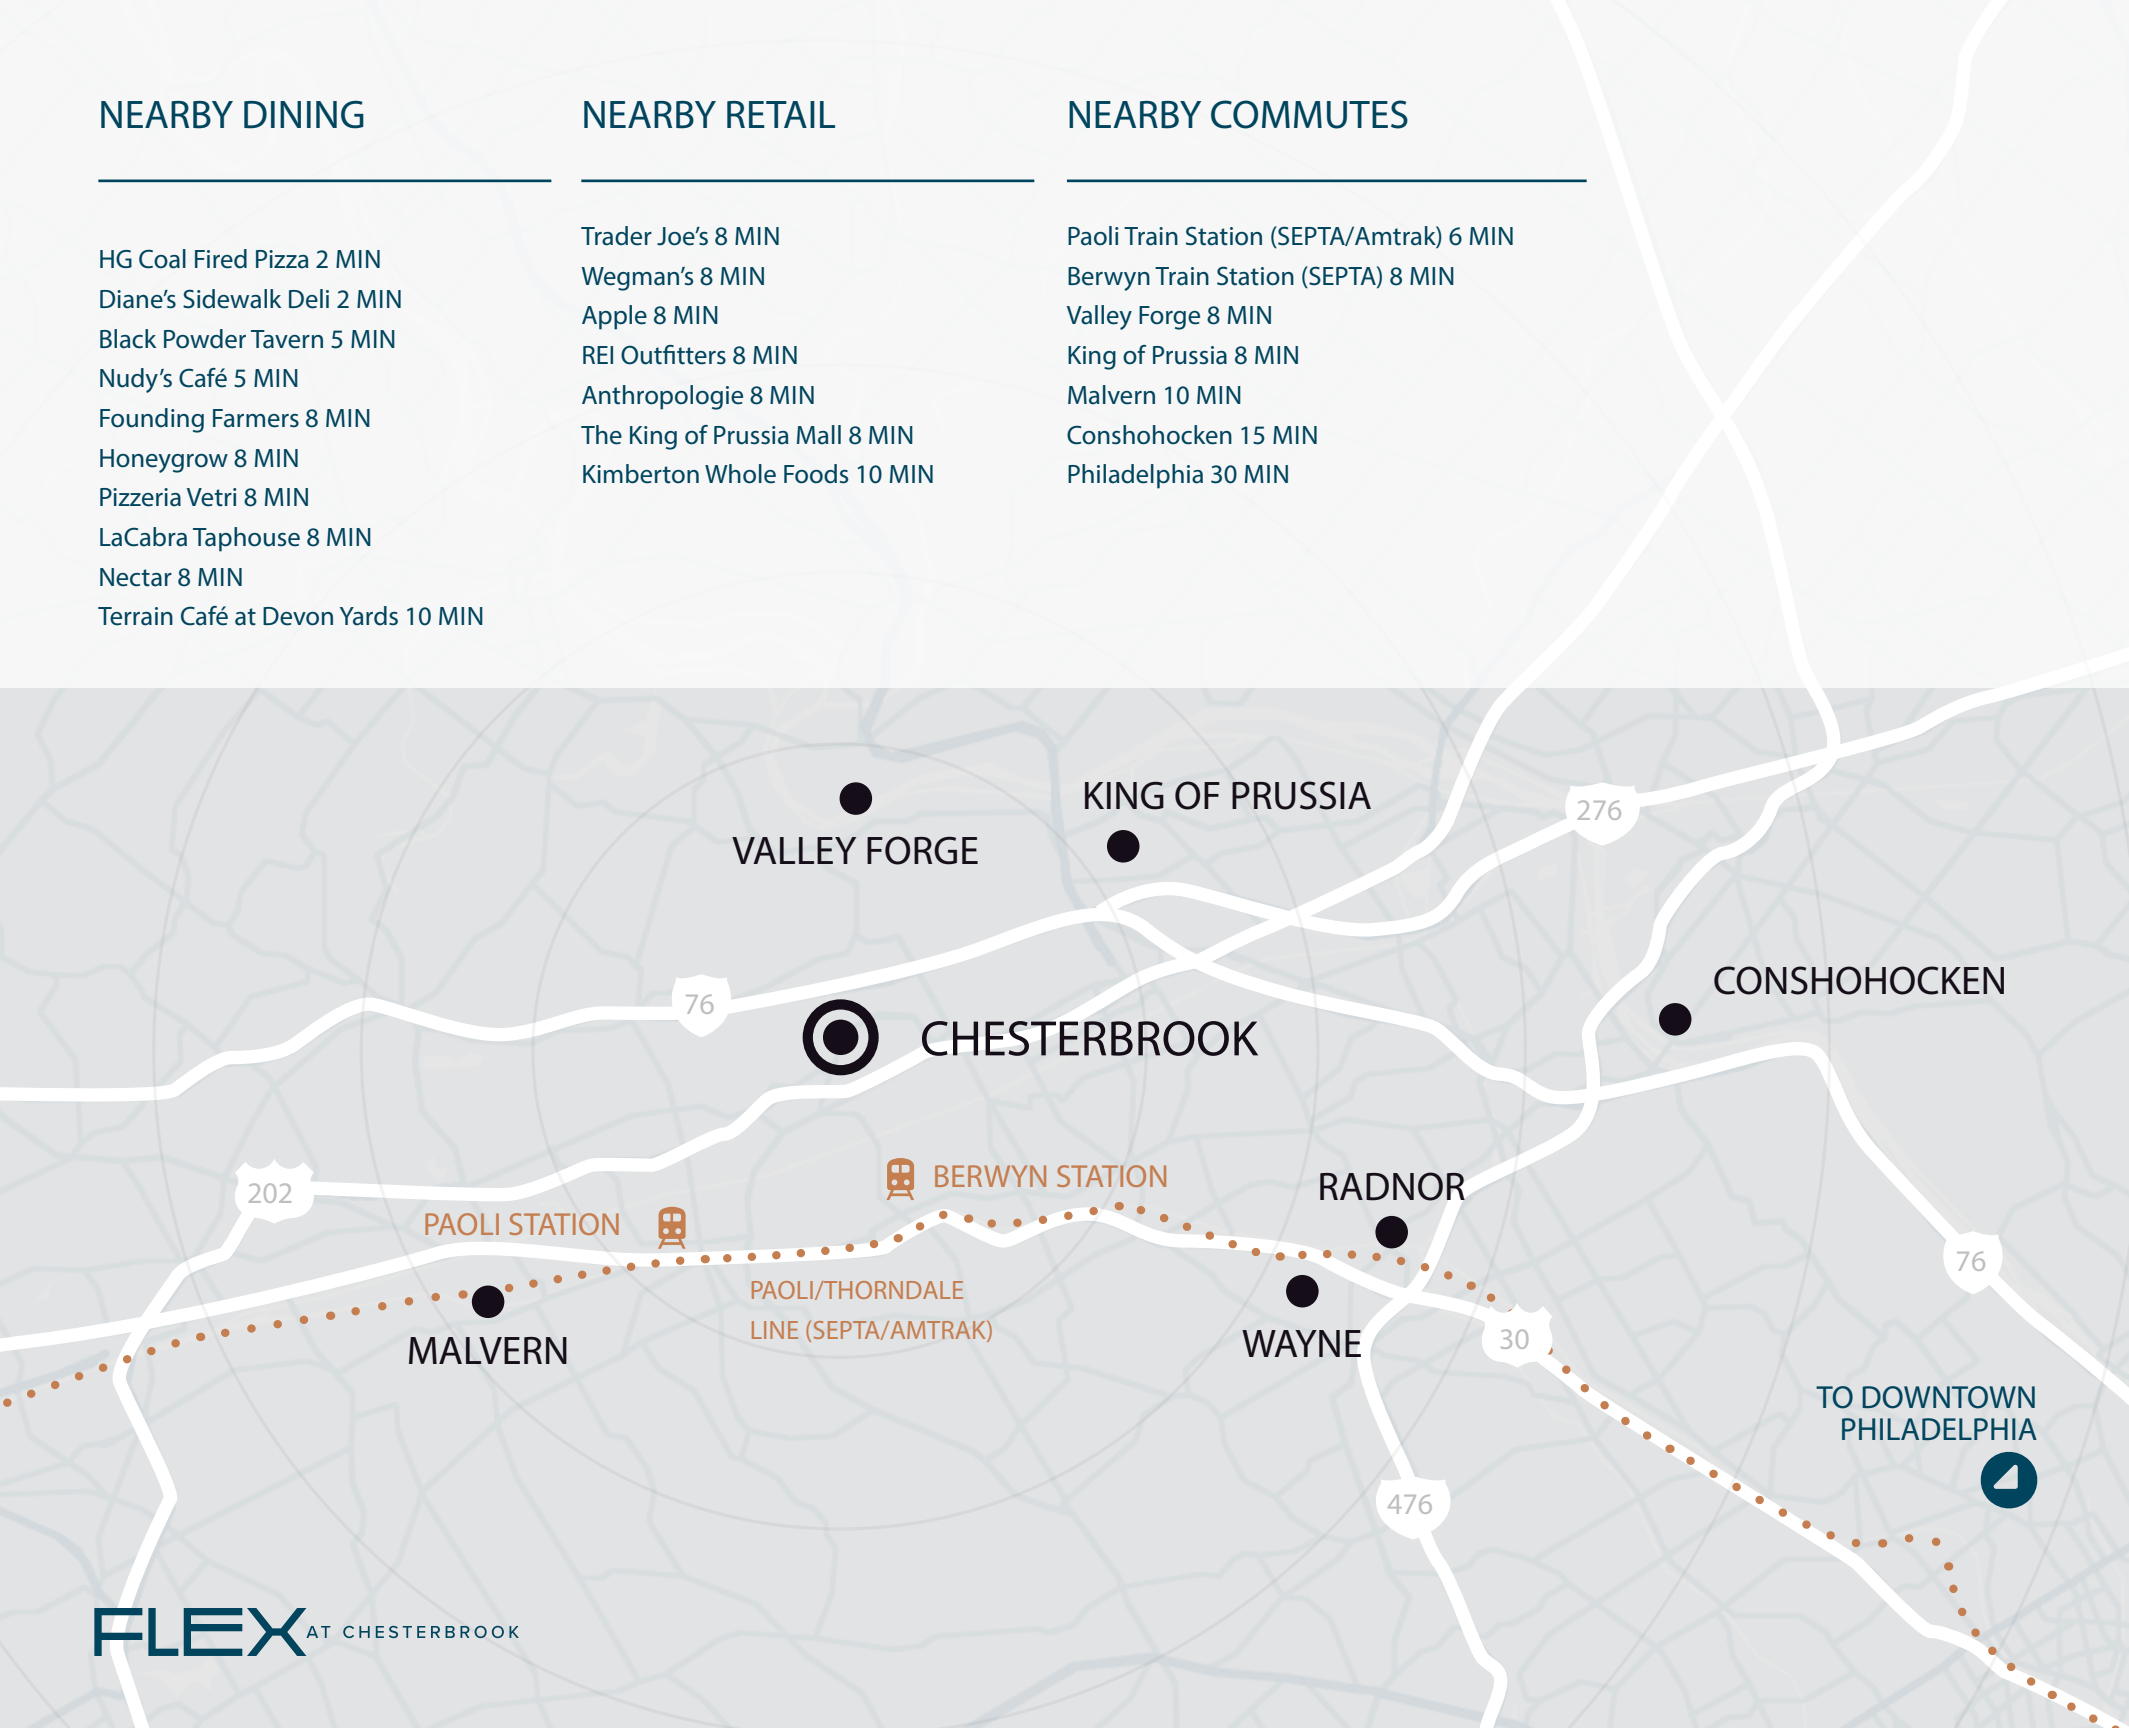 NEARBY DINING
HG Coal Fired Pizza 2 MIN
Diane’s Sidewalk Deli 2 MIN
Black Powder Tavern 5 MIN
Nudy’s Café 5 MIN
Founding Farmers 8 MIN
Honeygrow 8 MIN
Pizzeria Vetri 8 MIN
LaCabra Taphouse 8 MIN
Nectar 8 MIN
Terrain Café at Devon Yards 10 MIN
NEARBY RETAIL
Trader Joe’s 8 MIN
Wegman’s 8 MIN
Apple 8 MIN
REI Outfitters 8 MIN
Anthropologie 8 MIN
The King of Prussia Mall 8 MIN
Kimberton Whole Foods 10 MIN
NEARBY COMMUTES
Paoli Train Station (SEPTA/Amtrak) 6 MIN
Berwyn Train Station (SEPTA) 8 MIN
Valley Forge 8 MIN
King of Prussia 8 MIN
Malvern 10 MIN
Conshohocken 15 MIN
Philadelphia 30 MIN
KING OF PRUSSIA
276
VALLEY FORGE
CONSHOHOCKEN
76
CHESTERBROOK
BERWYN STATION
RADNOR
202
PAOLI STATION
76
PAOLI/THORNDALE
LINE (SEPTA/AMTRAK)
MALVERN
WAYNE
30
TO DOWNTOWN
PHILADELPHIA
476
FLEX AT CHESTERBROOK